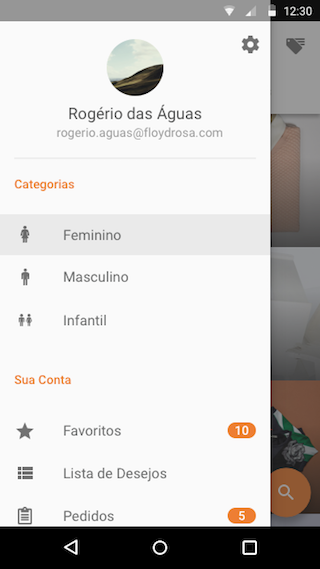 12:30
Rogério das Águas
rogerio.aguas@floydrosa.com
Categorias
Feminino
Masculino
Infantil
Sua Conta
Favoritos 10
Lista de Desejos
Pedidos 5